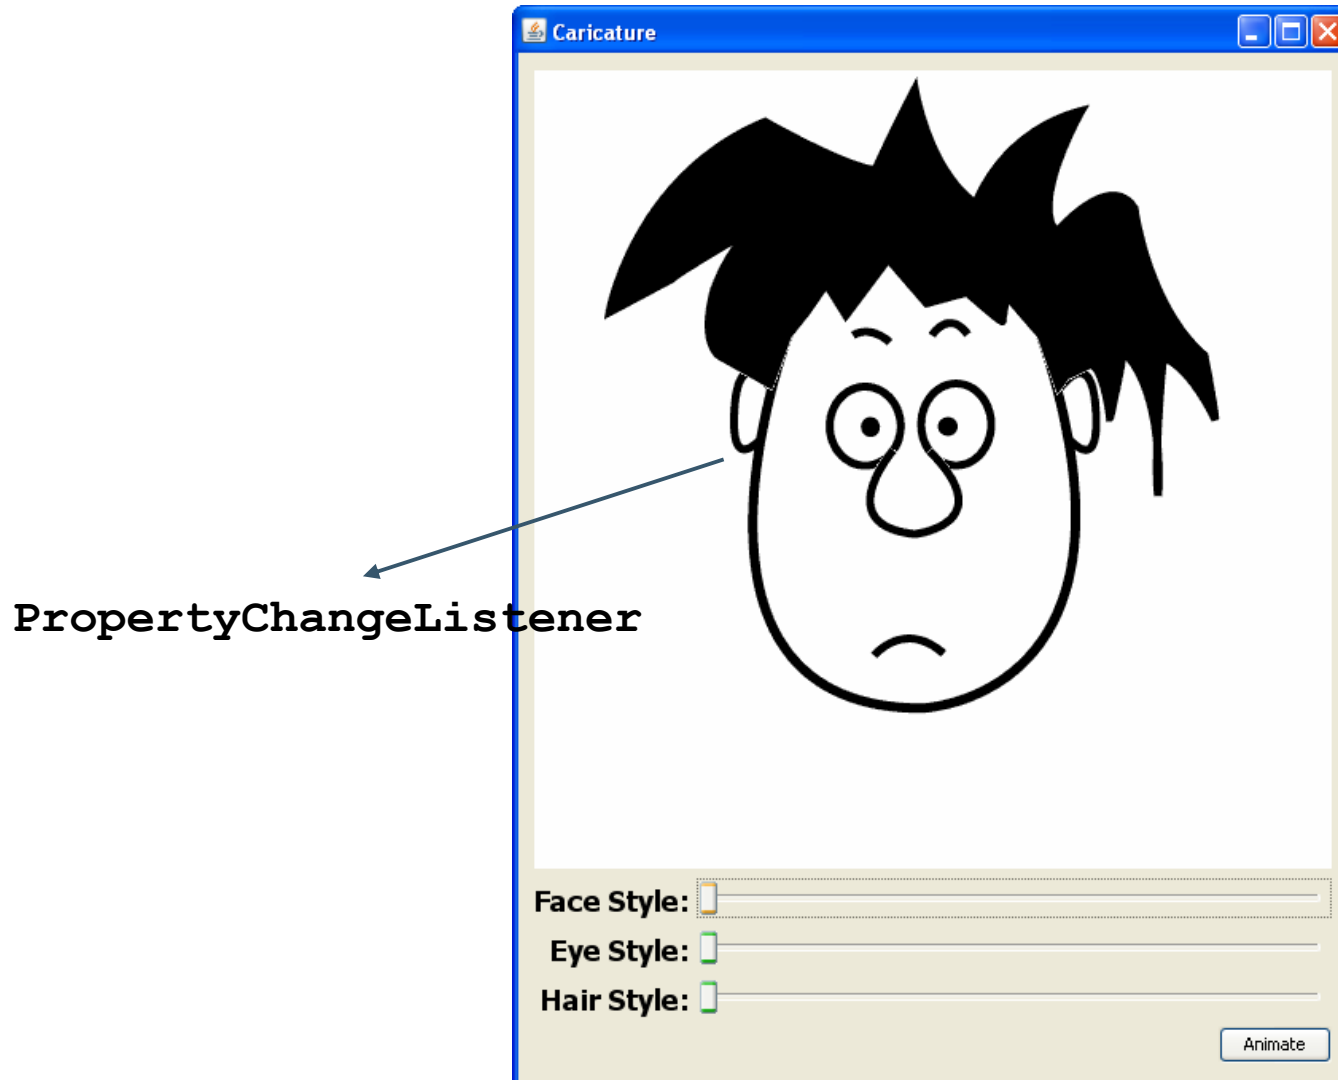 Caricature
PropertyChangeListener
Face Style:
Eye Style:
Hair Style:
Animate